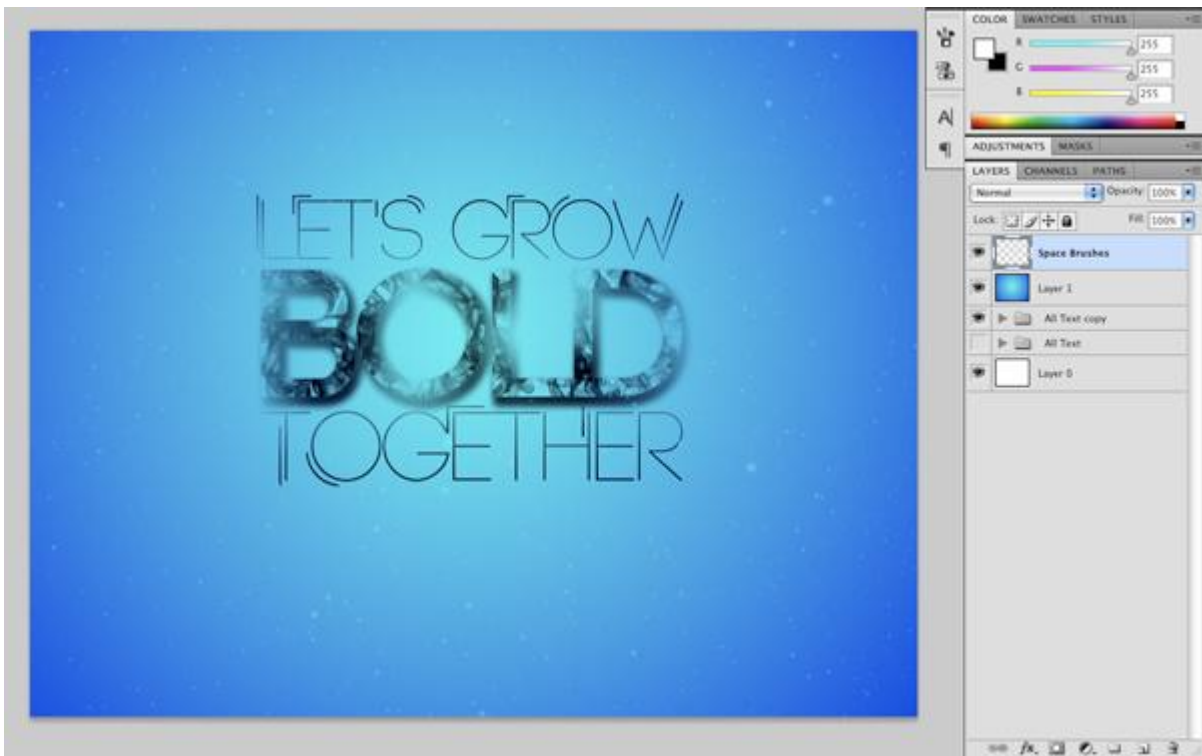 LET'S GROW
BOLD
TOGETHER
COLOR SWATCHES STYLES
R 255
G 255
B 255
ADJUSTMENTS MASKS
LAYERS CHANNELS PATHS
Normal Opacity: 100%
Lock: Fill: 100%
Space Brushes
Layer 1
All Text copy
All Text
Layer 0